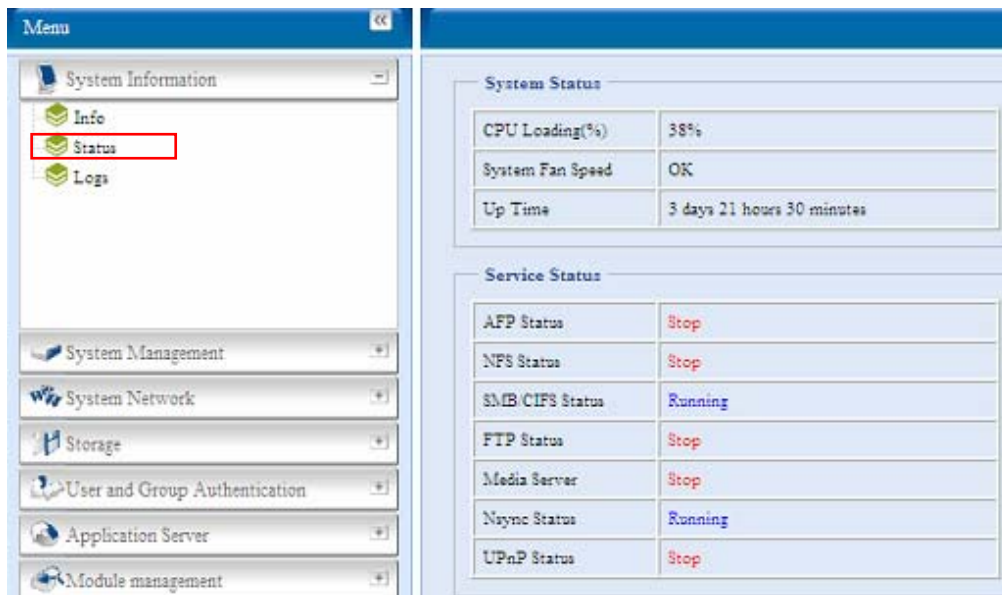 Menu
System Information
Info
Status
Logs
System Management
System Network
Storage
User and Group Authentication
Application Server
Module management
System Status
CPU Loading(%) 38%
System Fan Speed OK
Up Time 3 days 21 hours 30 minutes
Service Status
AFP Status Stop
NFS Status Stop
SMB/CIFS Status Running
FTP Status Stop
Media Server Stop
Nsync Status Running
UPnP Status Stop